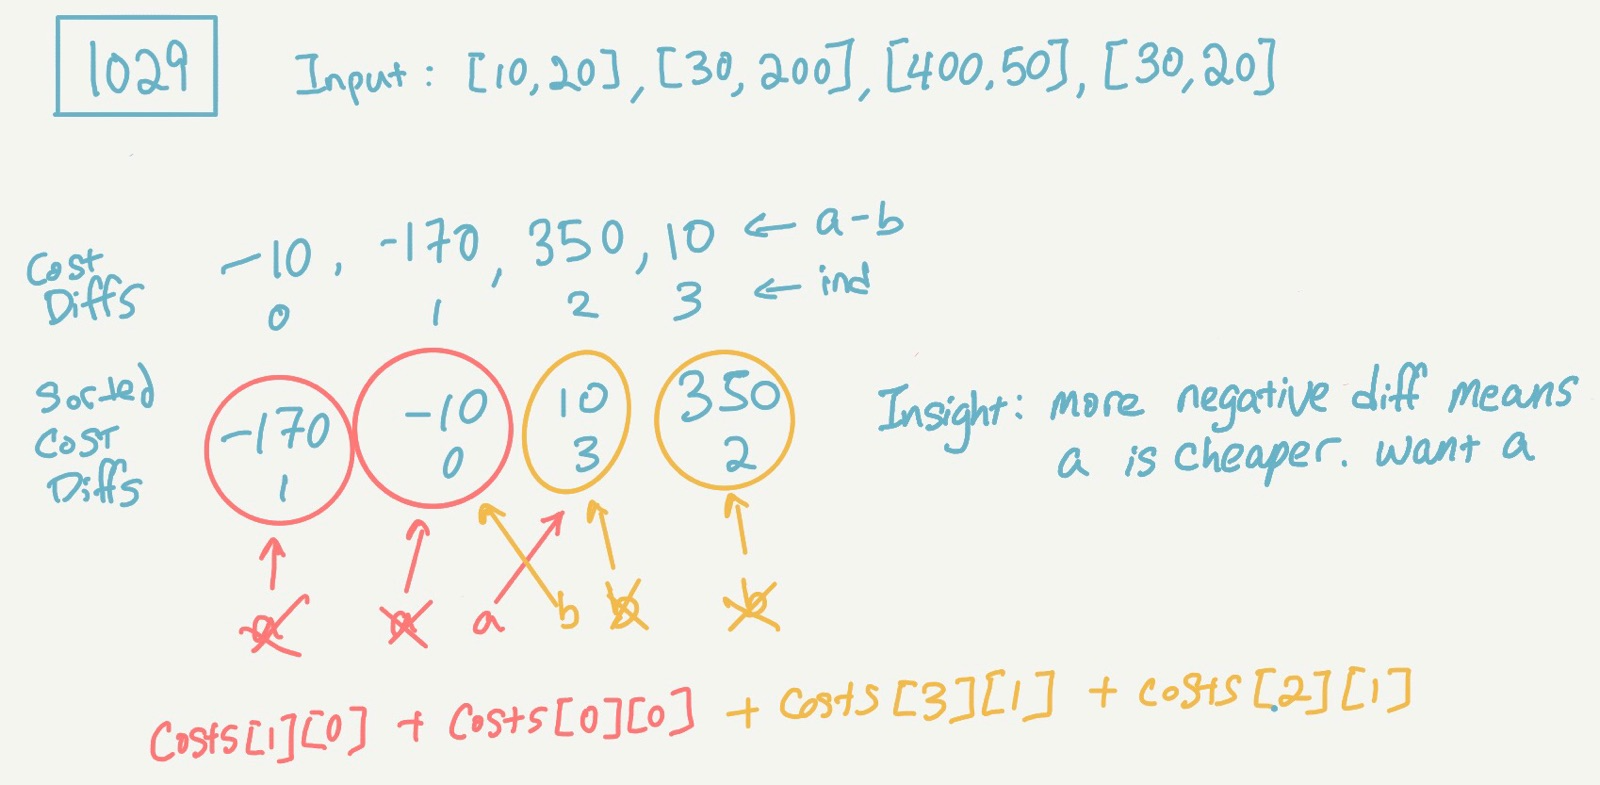 1029
Input: [10,20], [30,200], [400,50], [30,20]
Cost Diffs
-10, -170, 350, 10 ← a-b
0 1 2 3 ← ind
Sorted Cost Diffs
-170 -10 10 350
1 0 3 2
Insight: more negative diff means
a is cheaper. want a
a a a b b b
Costs[1][0] + Costs[0][0] + Costs[3][1] + Costs[2][1]